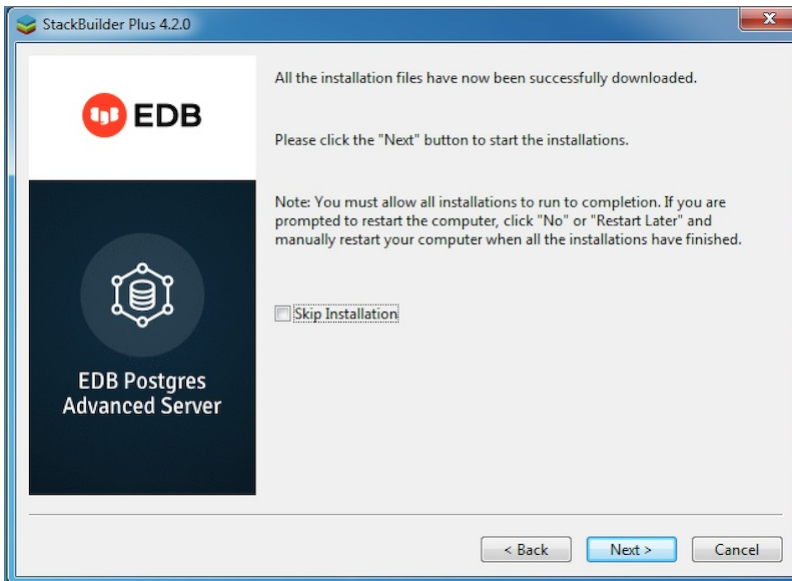 StackBuilder Plus 4.2.0
EDB
All the installation files have now been successfully downloaded.
Please click the "Next" button to start the installations.
Note: You must allow all installations to run to completion. If you are
prompted to restart the computer, click "No" or "Restart Later" and
manually restart your computer when all the installations have finished.
Skip Installation
EDB Postgres
Advanced Server
< Back
Next >
Cancel